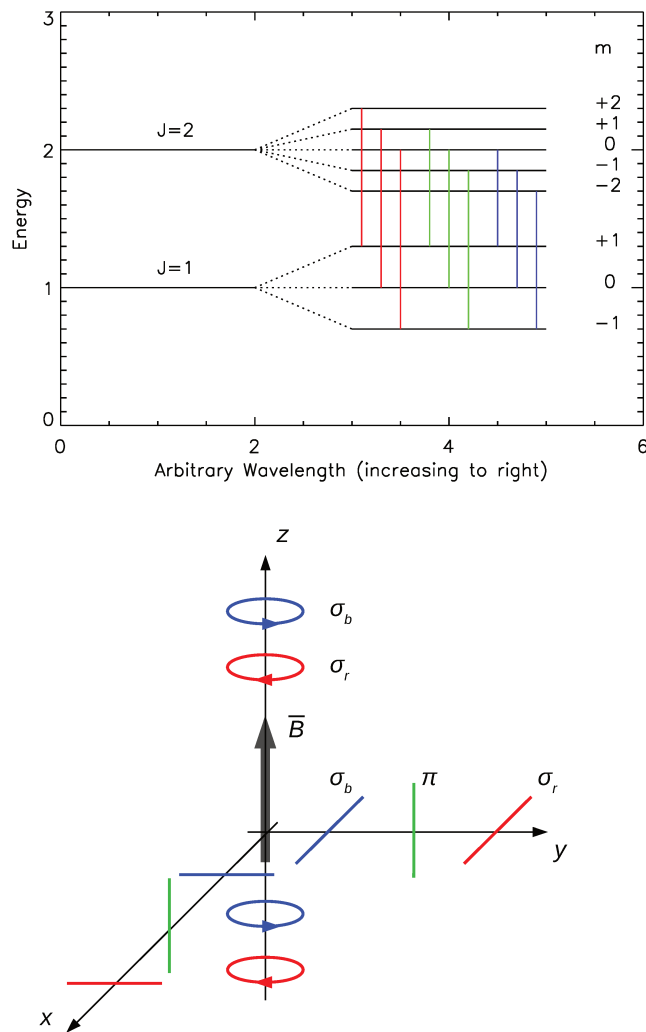 3
m
+2
J=2
+1
2
0
-1
-2
Energy
+1
J=1
1
0
-1
0
0
2
4
6
Arbitrary Wavelength (increasing to right)
z
σb
σr
B
σb
π
σr
y
x